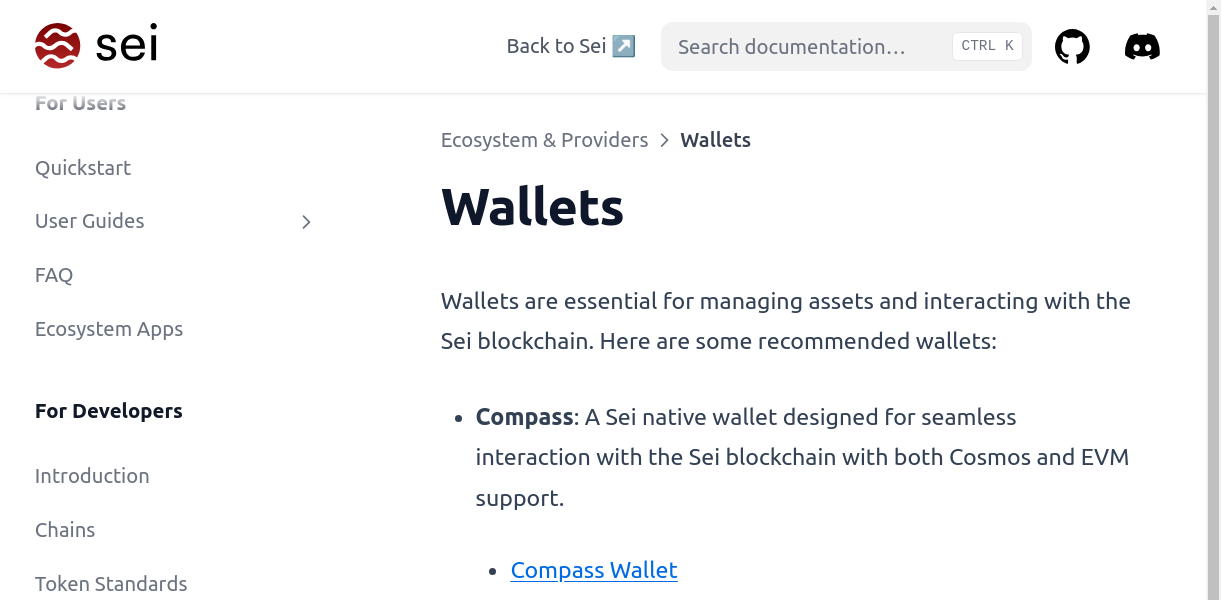 sei
Back to Sei ↗
Search documentation…
CTRL K
For Users
Quickstart
User Guides
FAQ
Ecosystem Apps
For Developers
Introduction
Chains
Token Standards
Ecosystem & Providers > Wallets
Wallets
Wallets are essential for managing assets and interacting with the
Sei blockchain. Here are some recommended wallets:
• Compass: A Sei native wallet designed for seamless
interaction with the Sei blockchain with both Cosmos and EVM
support.
• Compass Wallet